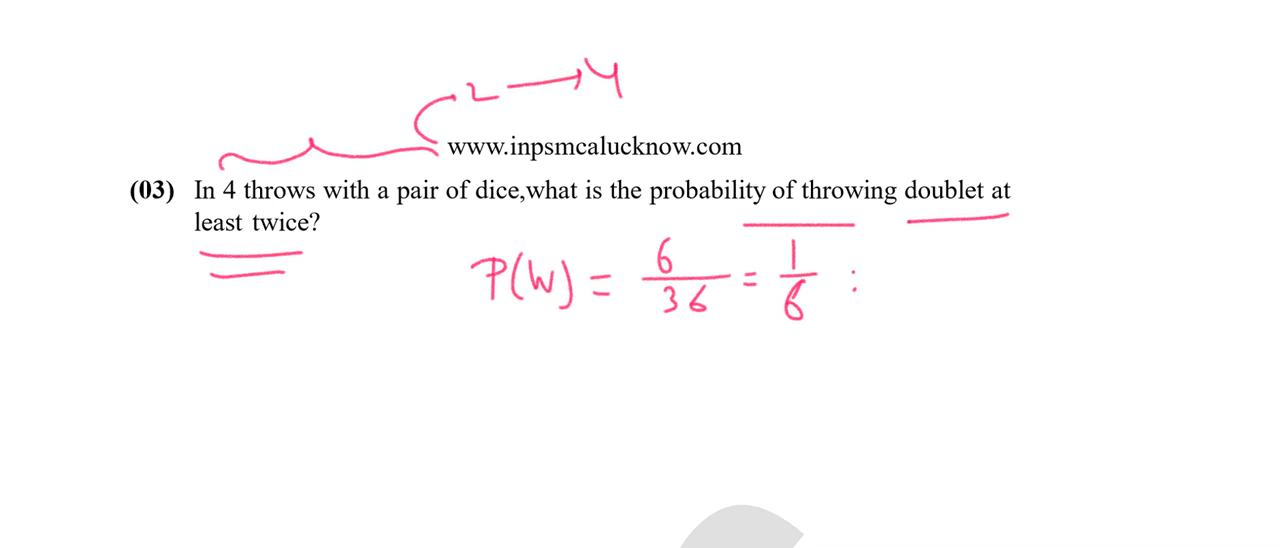 2 → 4
www.inpsmcalucknow.com
(03) In 4 throws with a pair of dice,what is the probability of throwing doublet at
least twice?
P(W) = 6/36 = 1/6 :